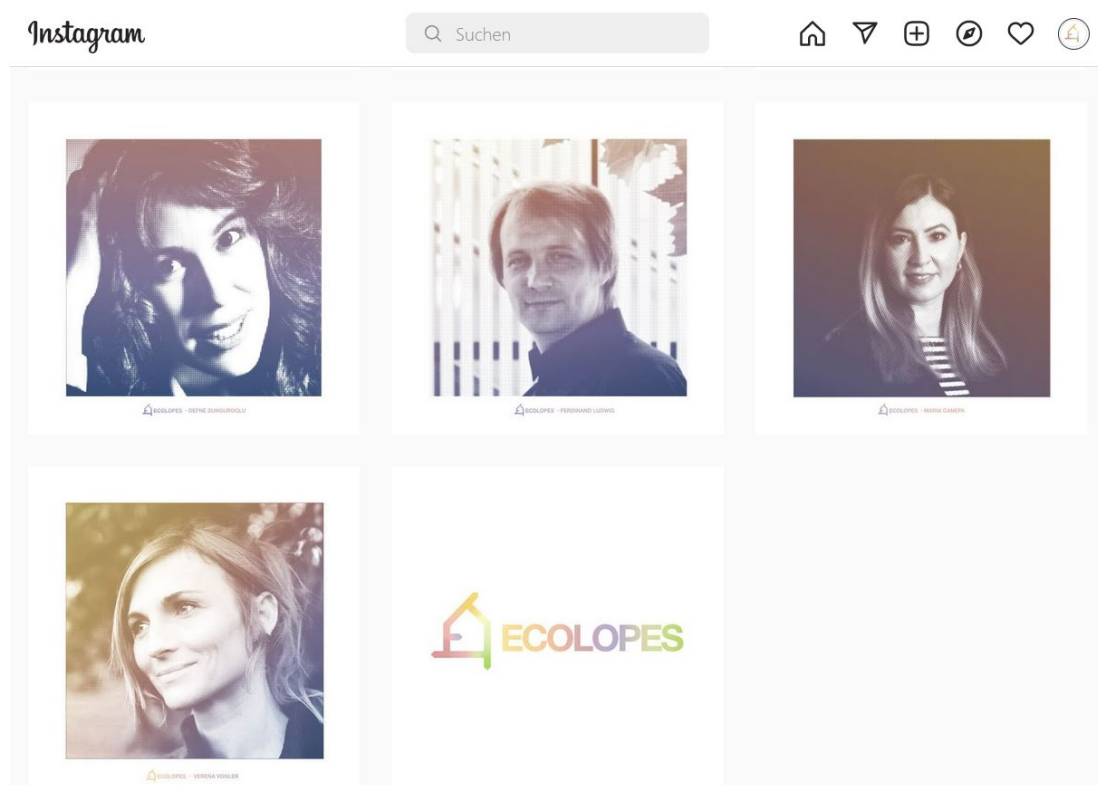 Instagram
Suchen
ECOLOPES - DEFNE SUNGUROGLU
ECOLOPES - FERDINAND LUDWIG
ECOLOPES - MARIA CANEPA
ECOLOPES - VERENA VOGLER
ECOLOPES